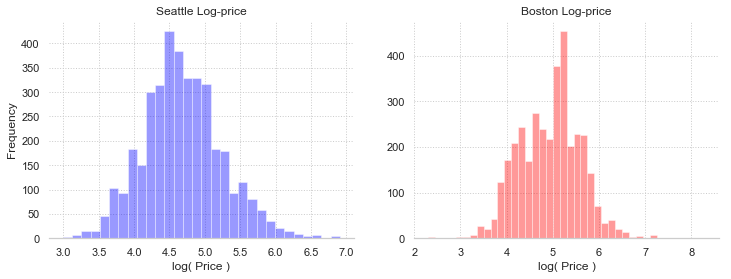 Seattle Log-price
Frequency
400
350
300
250
200
150
100
50
0
3.0 3.5 4.0 4.5 5.0 5.5 6.0 6.5 7.0
log( Price )
Boston Log-price
400
300
200
100
0
2 3 4 5 6 7 8
log( Price )